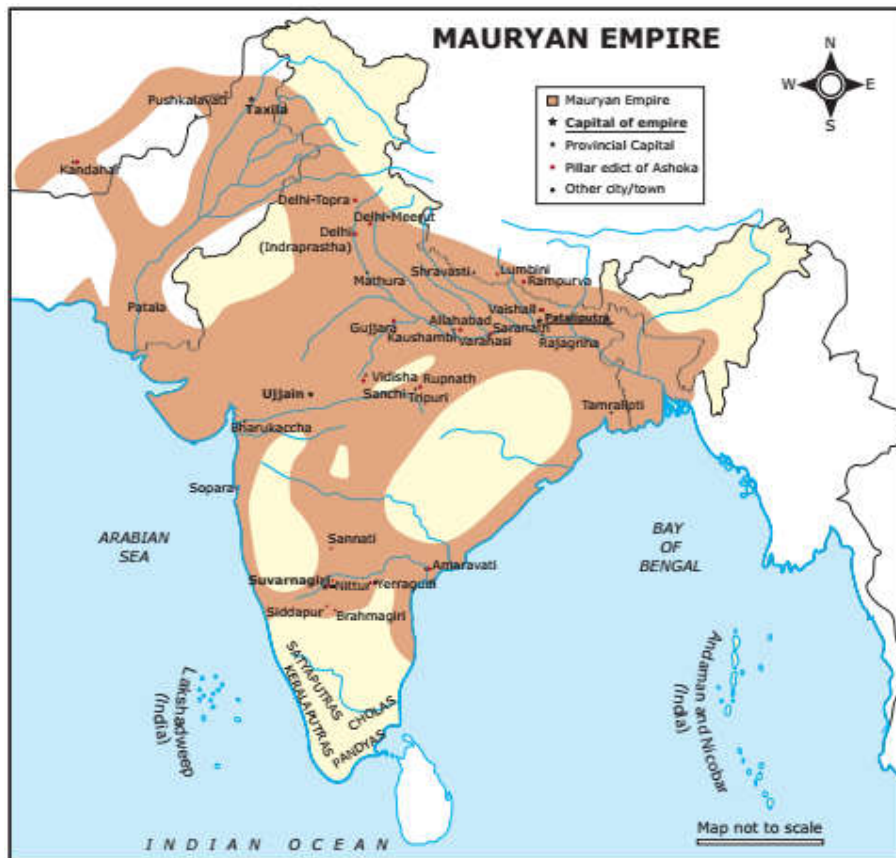 MAURYAN EMPIRE
N
W E
S
Mauryan Empire
Capital of empire
Provincial Capital
Pillar edict of Ashoka
Other city/town
Pushkalavati
Taxila
Kandahar
Delhi-Topra
Delhi-Meerut
Delhi
(Indraprastha)
Mathura
Shravasti
Lumbini
Rampurva
Patala
Vaishali
Pataliputra
Gujjara
Allahabad
Saranath
Kaushambi
Varanasi
Rajagriha
Vidisha
Rupnath
Ujjain
Sanchi
Tripuri
Tamralipti
Bharukaccha
Sopara
ARABIAN
SEA
BAY
OF
BENGAL
Sannati
Amaravati
Suvarnagiri
Nittur
Yerragudi
Siddapur
Brahmagiri
SATYAPUTRAS
KERALAPUTRAS
CHOLAS
PANDYAS
Lakshadweep
(India)
Andaman and Nicobar
(India)
INDIAN OCEAN
Map not to scale